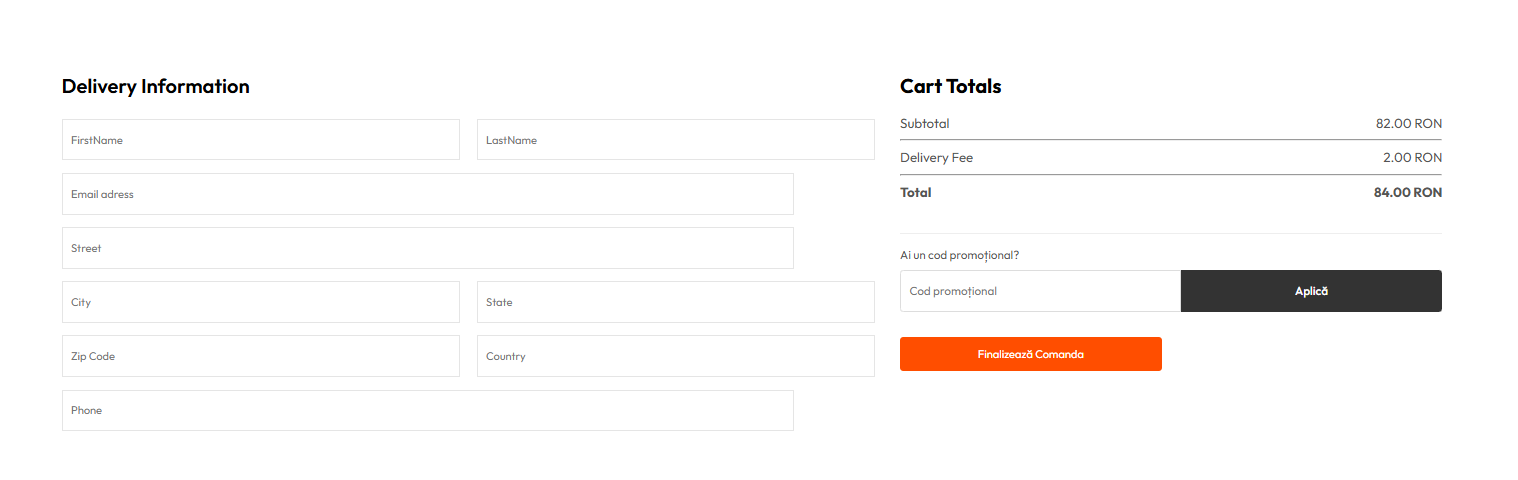 Delivery Information
FirstName
LastName
Email adress
Street
City
State
Zip Code
Country
Phone
Cart Totals
Subtotal 82.00 RON
Delivery Fee 2.00 RON
Total 84.00 RON
Ai un cod promoțional?
Cod promoțional
Aplică
Finalizează Comanda